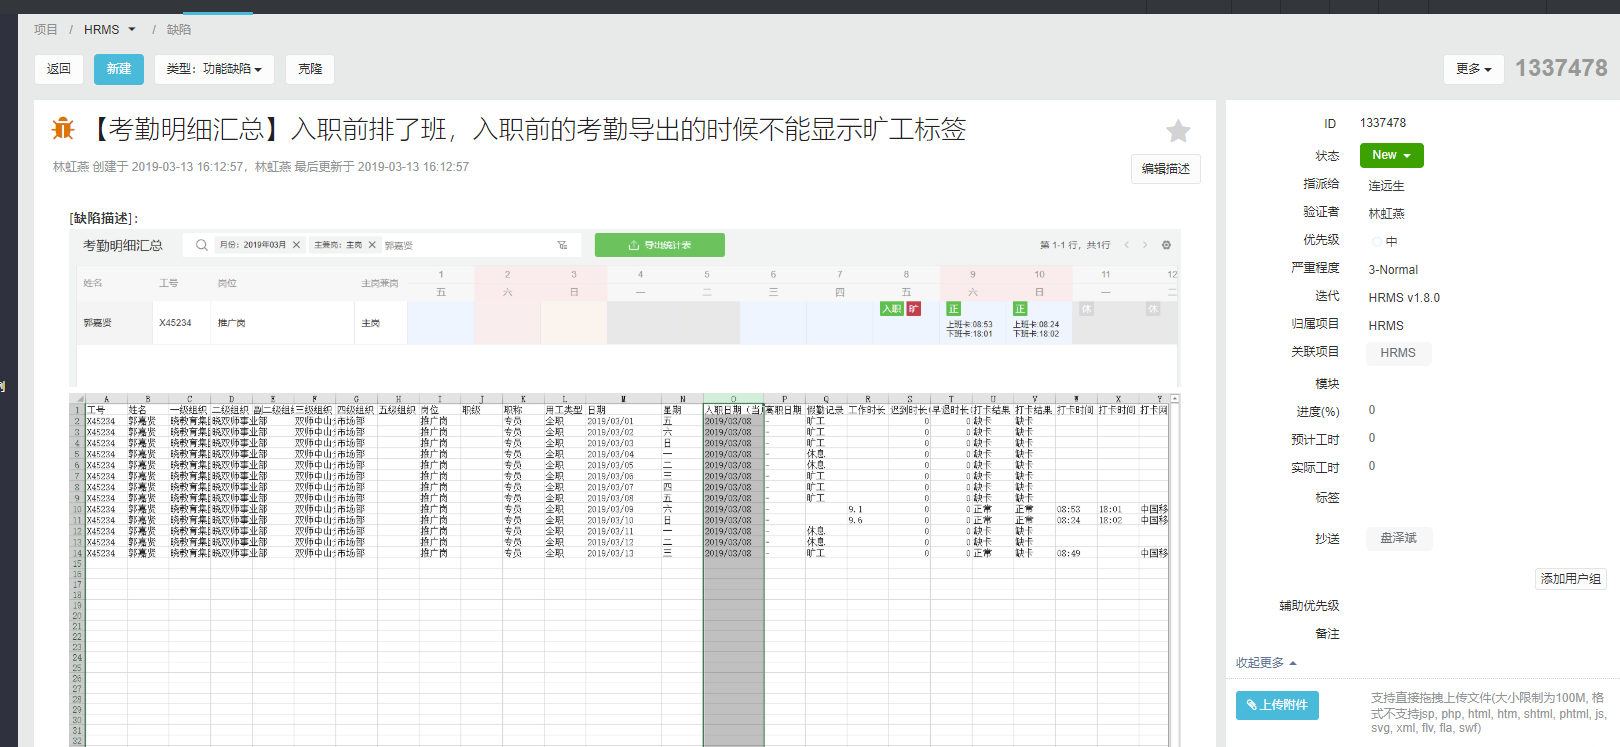 项目 / HRMS / 缺陷
返回 新建 类型：功能缺陷 克隆 更多 1337478
【考勤明细汇总】入职前排了班，入职前的考勤导出的时候不能显示旷工标签
林虹燕 创建于 2019-03-13 16:12:57，林虹燕 最后更新于 2019-03-13 16:12:57
编辑描述
[缺陷描述]：
考勤明细汇总 月份：2019年03月 主兼岗：主岗 郭嘉贤 导出统计表 第 1-1 行，共1行
姓名 工号 岗位 主岗兼岗 1 2 3 4 5 6 7 8 9 10 11 12
五 六 日 一 二 三 四 五 六 日 一 二
郭嘉贤 X45234 推广岗 主岗 入职 旷 正 正 休 休
上班卡:08:53 上班卡:08:24
下班卡:18:01 下班卡:18:02
A B C D E F G H I J K L M N O P Q R S T U V W X Y
1 工号 姓名 一级组织 二级组织 副二级组织 三级组织 四级组织 五级组织 岗位 职级 职称 用工类型 日期 星期 入职日期 离职日期 假勤记录 工作时长 迟到时长 早退时长 打卡结果 打卡结果 打卡时间 打卡时间 打卡网
2 X45234 郭嘉贤 晓教育集 晓双师事业部 双师中山 市场部 推广岗 专员 全职 2019/03/01 五 2019/03/08 - 旷工 0 0 缺卡 缺卡
3 X45234 郭嘉贤 晓教育集 晓双师事业部 双师中山 市场部 推广岗 专员 全职 2019/03/02 六 2019/03/08 - 旷工 0 0 缺卡 缺卡
4 X45234 郭嘉贤 晓教育集 晓双师事业部 双师中山 市场部 推广岗 专员 全职 2019/03/03 日 2019/03/08 - 旷工 0 0 缺卡 缺卡
5 X45234 郭嘉贤 晓教育集 晓双师事业部 双师中山 市场部 推广岗 专员 全职 2019/03/04 一 2019/03/08 - 休息 0 0 缺卡 缺卡
6 X45234 郭嘉贤 晓教育集 晓双师事业部 双师中山 市场部 推广岗 专员 全职 2019/03/05 二 2019/03/08 - 休息 0 0 缺卡 缺卡
7 X45234 郭嘉贤 晓教育集 晓双师事业部 双师中山 市场部 推广岗 专员 全职 2019/03/06 三 2019/03/08 - 旷工 0 0 缺卡 缺卡
8 X45234 郭嘉贤 晓教育集 晓双师事业部 双师中山 市场部 推广岗 专员 全职 2019/03/07 四 2019/03/08 - 旷工 0 0 缺卡 缺卡
9 X45234 郭嘉贤 晓教育集 晓双师事业部 双师中山 市场部 推广岗 专员 全职 2019/03/08 五 2019/03/08 - 旷工 0 0 缺卡 缺卡
10 X45234 郭嘉贤 晓教育集 晓双师事业部 双师中山 市场部 推广岗 专员 全职 2019/03/09 六 2019/03/08 - 9.1 0 0 正常 正常 08:53 18:01 中国移
11 X45234 郭嘉贤 晓教育集 晓双师事业部 双师中山 市场部 推广岗 专员 全职 2019/03/10 日 2019/03/08 - 9.6 0 0 正常 正常 08:24 18:02 中国移
12 X45234 郭嘉贤 晓教育集 晓双师事业部 双师中山 市场部 推广岗 专员 全职 2019/03/11 一 2019/03/08 - 休息 0 0 缺卡 缺卡
13 X45234 郭嘉贤 晓教育集 晓双师事业部 双师中山 市场部 推广岗 专员 全职 2019/03/12 二 2019/03/08 - 休息 0 0 缺卡 缺卡
14 X45234 郭嘉贤 晓教育集 晓双师事业部 双师中山 市场部 推广岗 专员 全职 2019/03/13 三 2019/03/08 - 旷工 0 0 正常 缺卡 08:49 中国移
15
16
17
18
19
20
21
22
23
24
25
26
27
28
29
30
31
32
ID 1337478
状态 New
指派给 连远生
验证者 林虹燕
优先级 中
严重程度 3-Normal
迭代 HRMS v1.8.0
归属项目 HRMS
关联项目 HRMS
模块
进度(%) 0
预计工时 0
实际工时 0
标签
抄送 盘泽斌
添加用户组
辅助优先级
备注
收起更多
上传附件 支持直接拖拽上传文件(大小限制为100M, 格
式不支持jsp, php, html, htm, shtml, phtml, js,
svg, xml, flv, fla, swf)